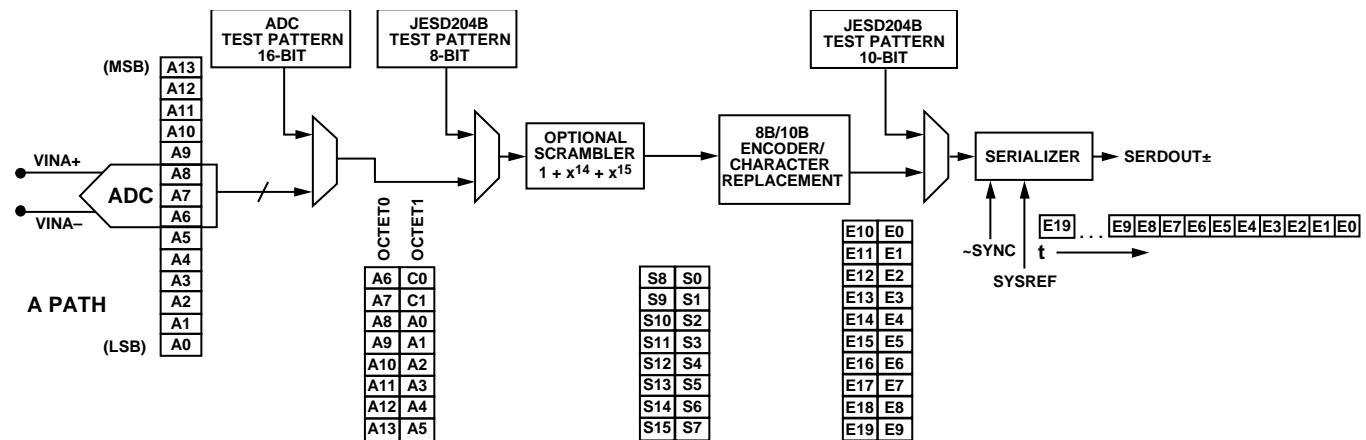 ADC
TEST PATTERN
16-BIT
JESD204B
TEST PATTERN
8-BIT
JESD204B
TEST PATTERN
10-BIT
(MSB)
A13
A12
A11
A10
A9
A8
A7
A6
A5
A4
A3
A2
A1
A0
(LSB)
VINA+
VINA–
ADC
A PATH
OPTIONAL
SCRAMBLER
1 + x14 + x15
8B/10B
ENCODER/
CHARACTER
REPLACEMENT
SERIALIZER
SERDOUT±
~SYNC
SYSREF
E19 . . . E9 E8 E7 E6 E5 E4 E3 E2 E1 E0
t
OCTET0
OCTET1
A6 C0
A7 C1
A8 A0
A9 A1
A10 A2
A11 A3
A12 A4
A13 A5
S8 S0
S9 S1
S10 S2
S11 S3
S12 S4
S13 S5
S14 S6
S15 S7
E10 E0
E11 E1
E12 E2
E13 E3
E14 E4
E15 E5
E16 E6
E17 E7
E18 E8
E19 E9